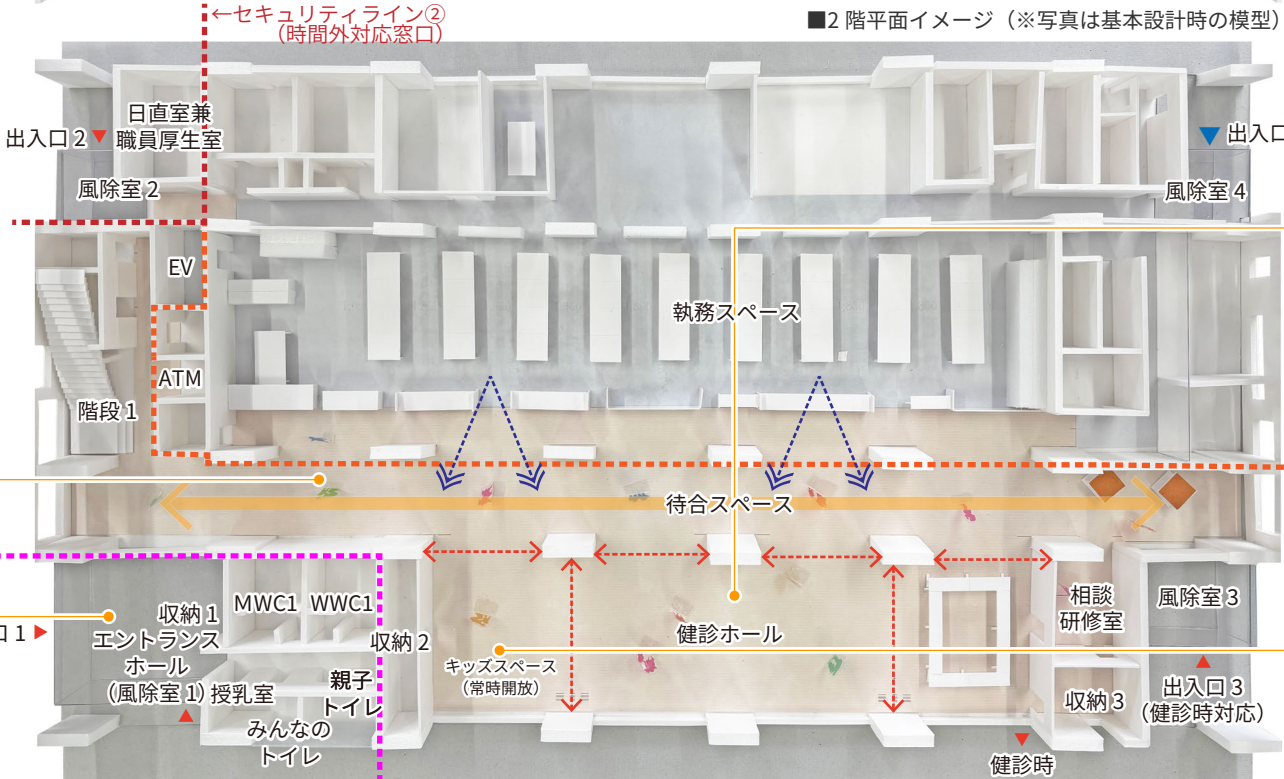 ←セキュリティライン②
（時間外対応窓口）
■2 階平面イメージ（※写真は基本設計時の模型）
日直室兼
職員厚生室
出入口 2
出入口
風除室 2
風除室 4
EV
執務スペース
ATM
階段 1
待合スペース
収納 1
MWC1
WWC1
口 1
エントランス
ホール
（風除室 1）
授乳室
親子
トイレ
みんなの
トイレ
収納 2
キッズスペース
（常時開放）
健診ホール
相談
研修室
風除室 3
収納 3
出入口 3
（健診時対応）
健診時